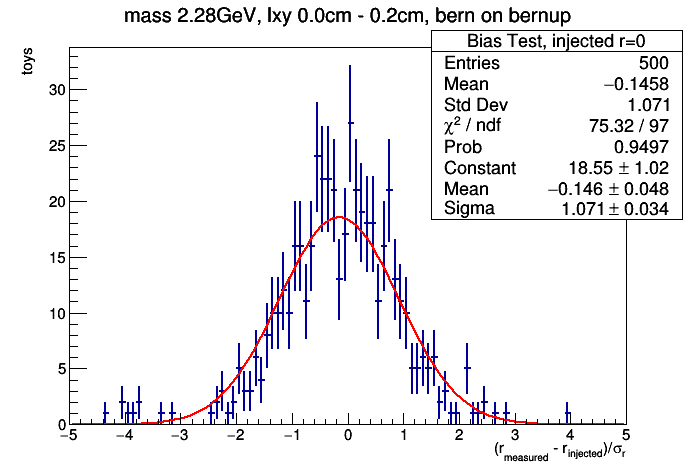 mass 2.28GeV, lxy 0.0cm - 0.2cm, bern on bernup
Bias Test, injected r=0
Entries 500
Mean −0.1458
Std Dev 1.071
χ² / ndf 75.32 / 97
Prob 0.9497
Constant 18.55 ± 1.02
Mean −0.146 ± 0.048
Sigma 1.071 ± 0.034
toys
30
25
20
15
10
5
0
−5 −4 −3 −2 −1 0 1 2 3 4 5
(r_measured - r_injected)/σ_r